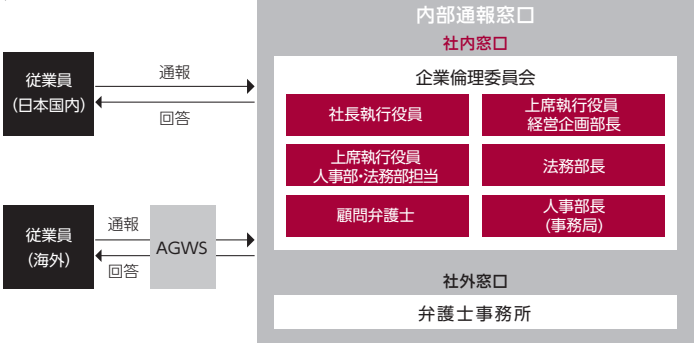 内部通報窓口
社内窓口
企業倫理委員会
社長執行役員
上席執行役員
経営企画部長
上席執行役員
人事部・法務部担当
法務部長
顧問弁護士
人事部長
(事務局)
社外窓口
弁護士事務所
従業員
(日本国内)
通報
回答
従業員
(海外)
通報
回答
AGWS